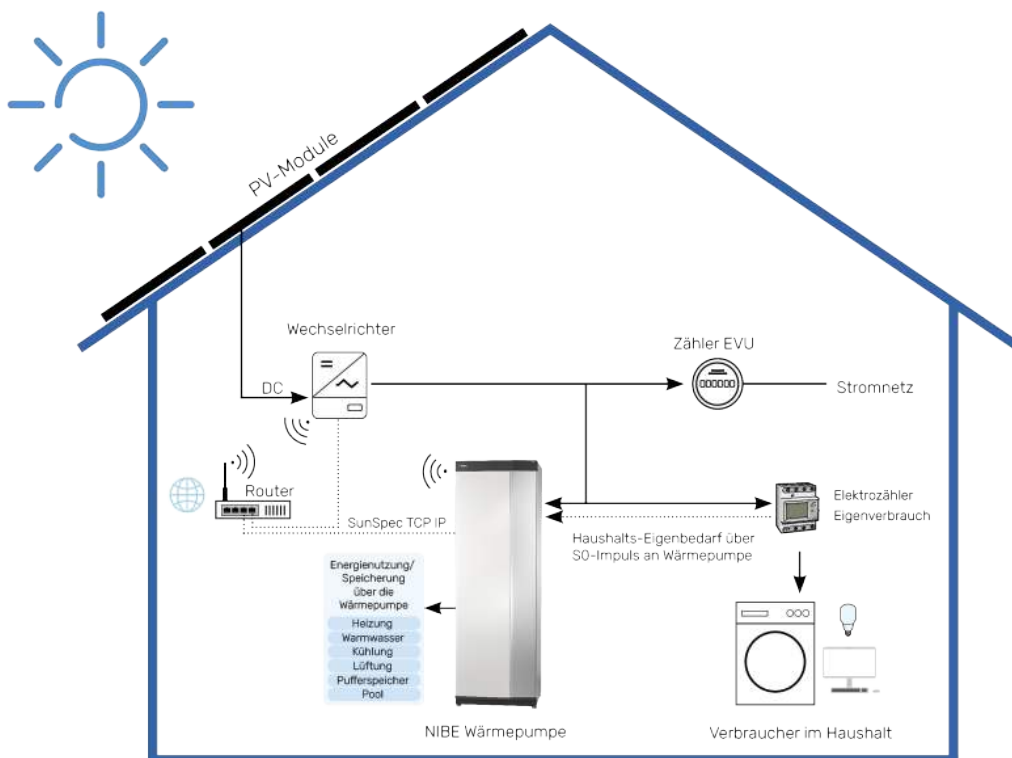 PV-Module
Wechselrichter
DC
Zähler EVU
Stromnetz
Router
SunSpec TCP IP
Elektrozähler
Eigenverbrauch
Haushalts-Eigenbedarf über
S0-Impuls an Wärmepumpe
Energienutzung/
Speicherung
über die
Wärmepumpe
Heizung
Warmwasser
Kühlung
Lüftung
Pufferspeicher
Pool
NIBE Wärmepumpe
Verbraucher im Haushalt